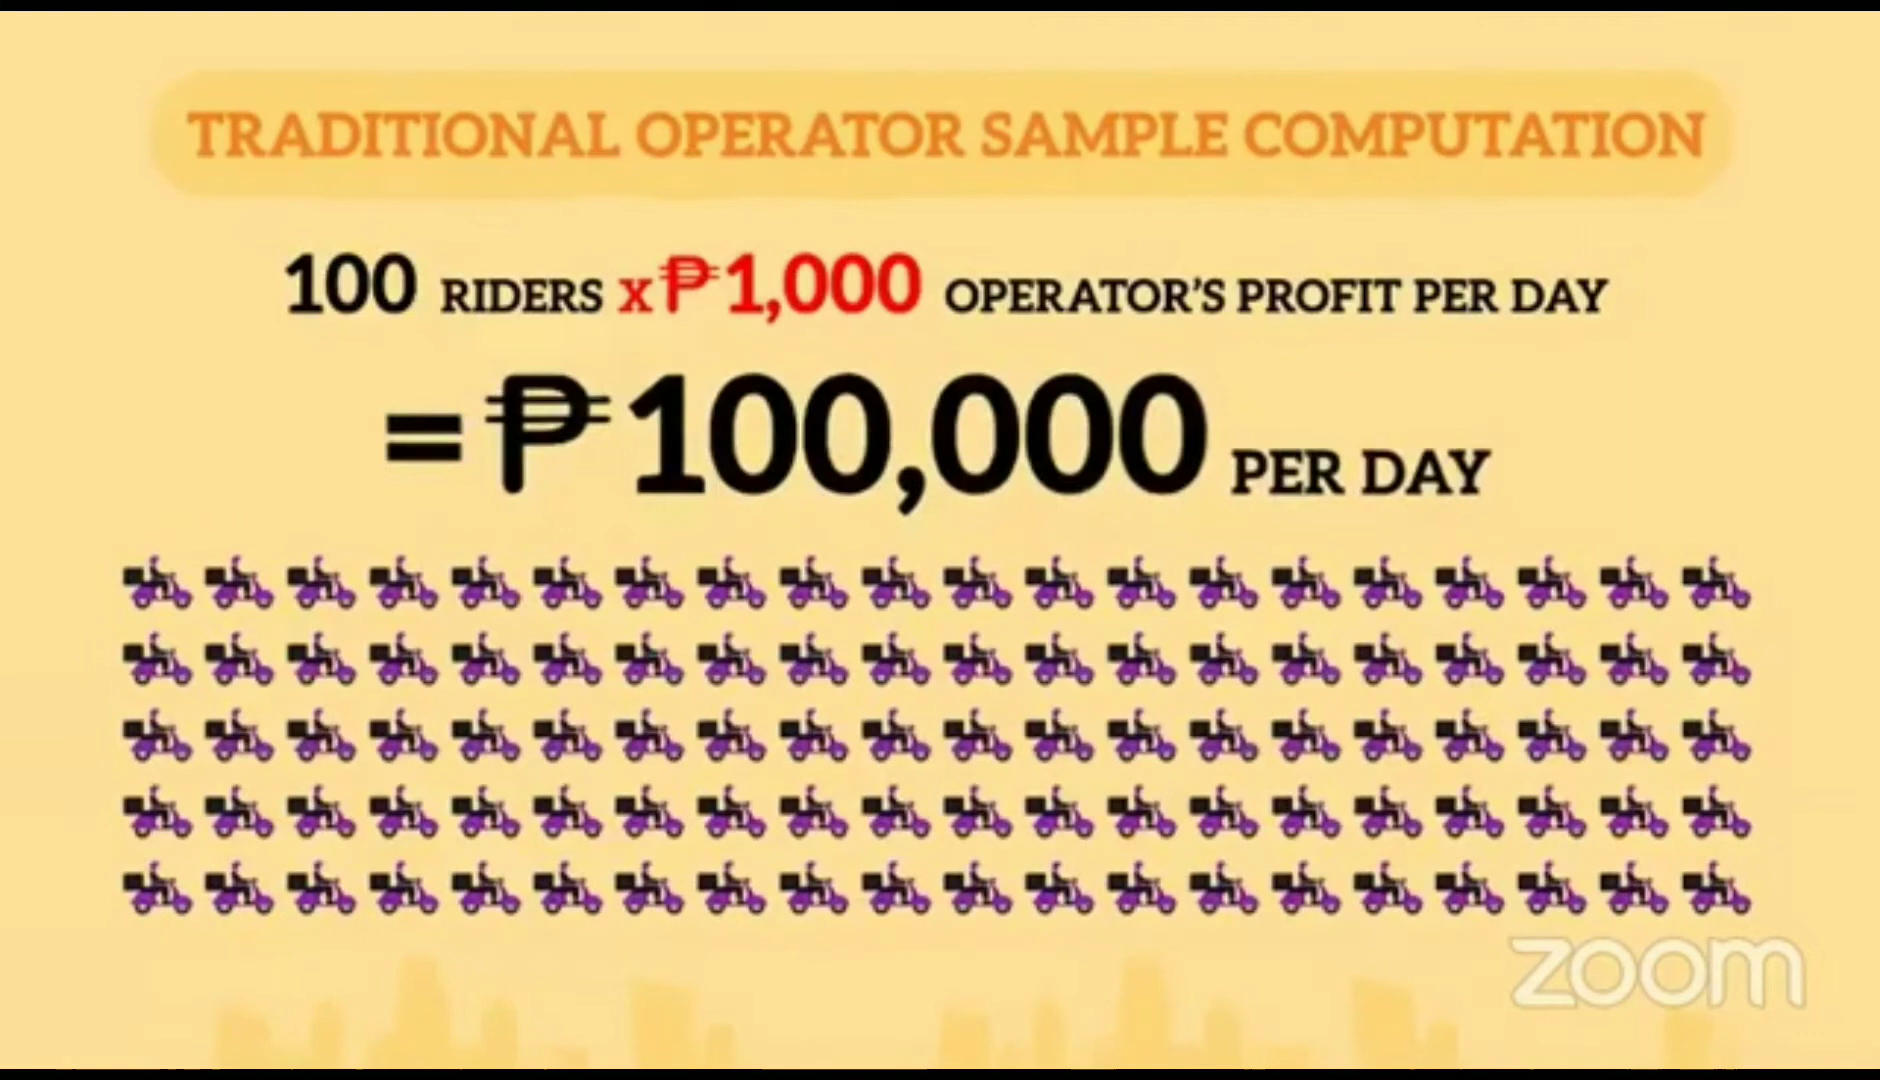 TRADITIONAL OPERATOR SAMPLE COMPUTATION
100 RIDERS x ₱1,000 OPERATOR'S PROFIT PER DAY
= ₱100,000 PER DAY
zoom